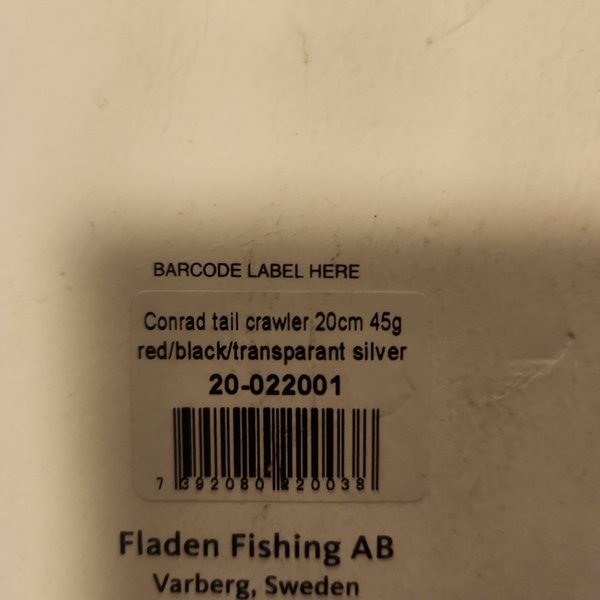 BARCODE LABEL HERE
Conrad tail crawler 20cm 45g
red/black/transparant silver
20-022001
7 392080 220038
Fladen Fishing AB
Varberg, Sweden